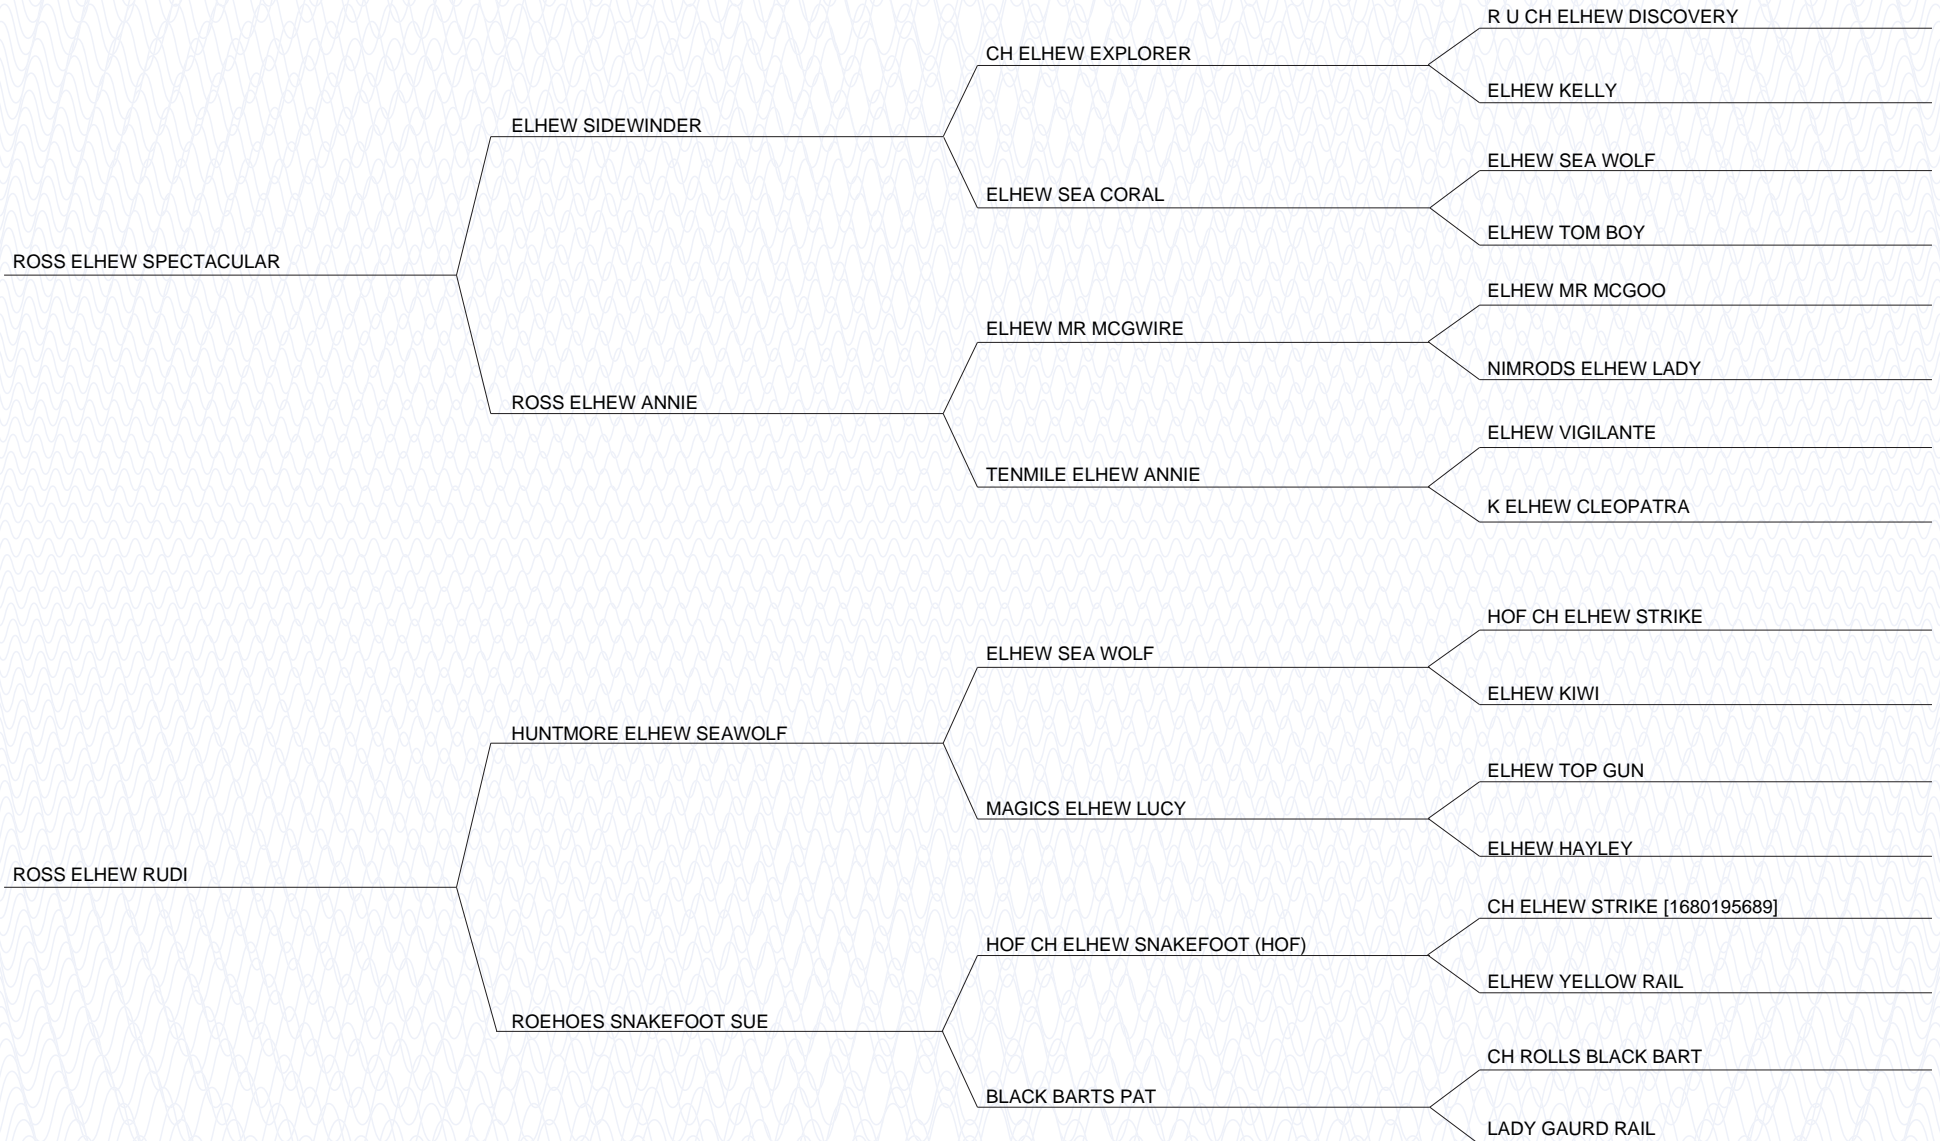 R U CH ELHEW DISCOVERY
CH ELHEW EXPLORER
ELHEW KELLY
ELHEW SIDEWINDER
ELHEW SEA WOLF
ELHEW SEA CORAL
ELHEW TOM BOY
ROSS ELHEW SPECTACULAR
ELHEW MR MCGOO
ELHEW MR MCGWIRE
NIMRODS ELHEW LADY
ROSS ELHEW ANNIE
ELHEW VIGILANTE
TENMILE ELHEW ANNIE
K ELHEW CLEOPATRA
HOF CH ELHEW STRIKE
ELHEW SEA WOLF
ELHEW KIWI
HUNTMORE ELHEW SEAWOLF
ELHEW TOP GUN
MAGICS ELHEW LUCY
ELHEW HAYLEY
ROSS ELHEW RUDI
CH ELHEW STRIKE [1680195689]
HOF CH ELHEW SNAKEFOOT (HOF)
ELHEW YELLOW RAIL
ROEHOES SNAKEFOOT SUE
CH ROLLS BLACK BART
BLACK BARTS PAT
LADY GAURD RAIL